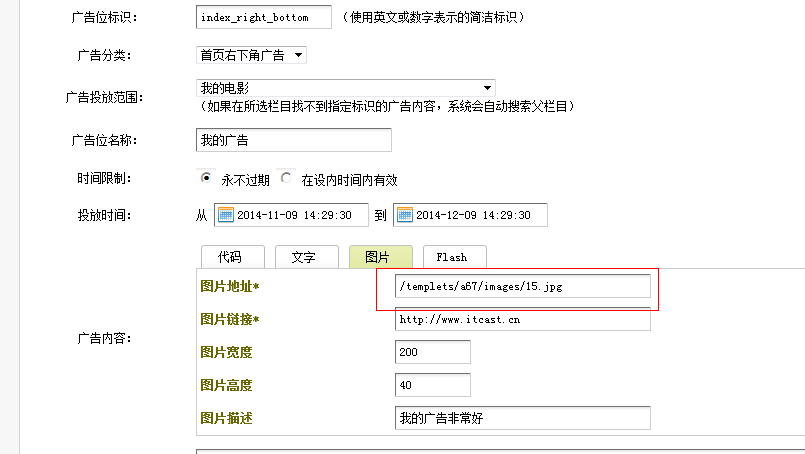 广告位标识： index_right_bottom （使用英文或数字表示的简洁标识）
广告分类： 首页右下角广告
广告投放范围： 我的电影
（如果在所选栏目找不到指定标识的广告内容，系统会自动搜索父栏目）
广告位名称： 我的广告
时间限制： 永不过期 在设内时间内有效
投放时间： 从 2014-11-09 14:29:30 到 2014-12-09 14:29:30
代码 文字 图片 Flash
图片地址* /templets/a67/images/15.jpg
图片链接* http://www.itcast.cn
广告内容：
图片宽度 200
图片高度 40
图片描述 我的广告非常好